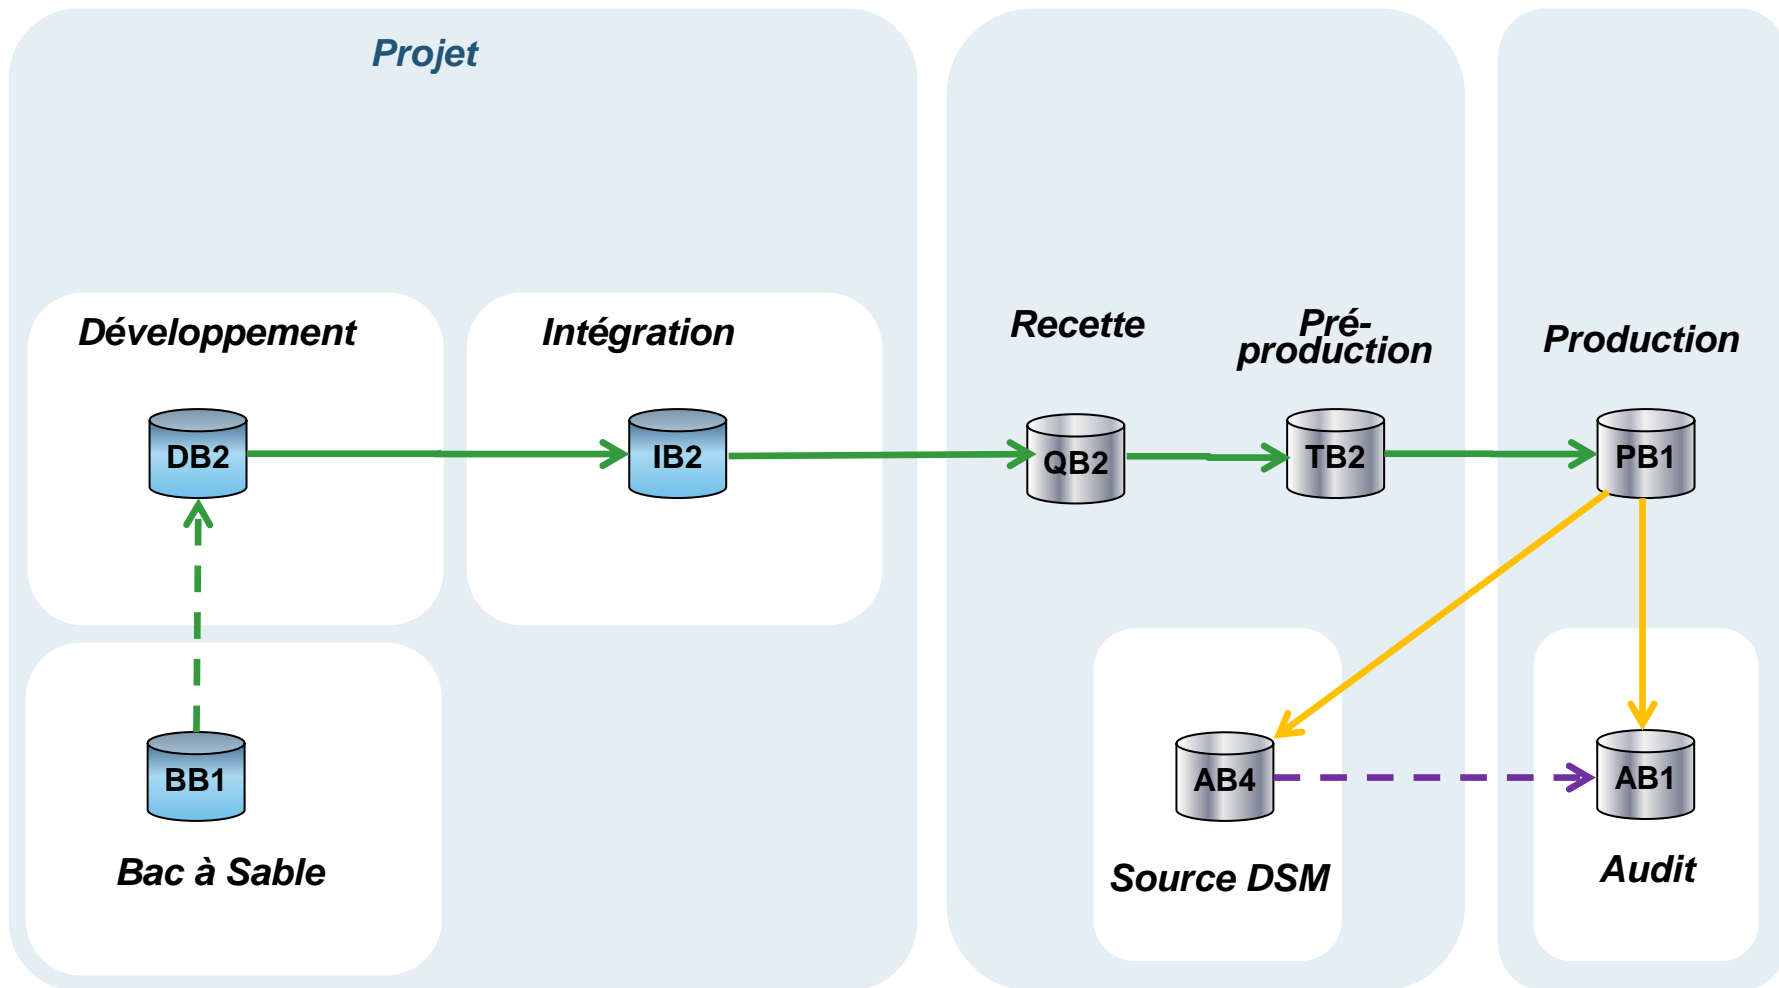 Projet
Développement
Intégration
Recette
Pré-
production
Production
DB2
IB2
QB2
TB2
PB1
BB1
AB4
AB1
Bac à Sable
Source DSM
Audit